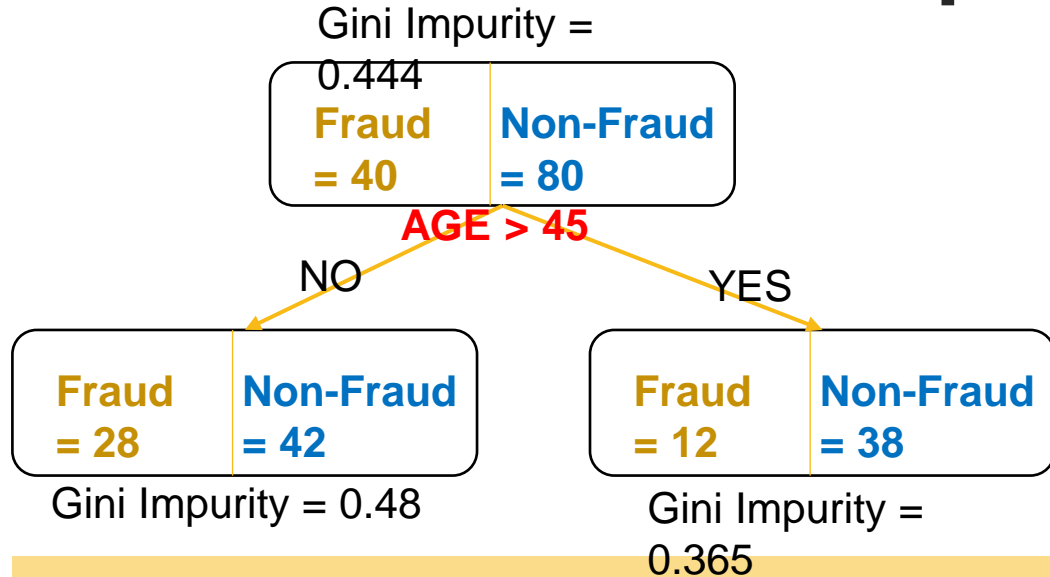 Gini Impurity =
0.444
Fraud
= 40
Non-Fraud
= 80
AGE > 45
NO
YES
Fraud
= 28
Non-Fraud
= 42
Fraud
= 12
Non-Fraud
= 38
Gini Impurity = 0.48
Gini Impurity =
0.365